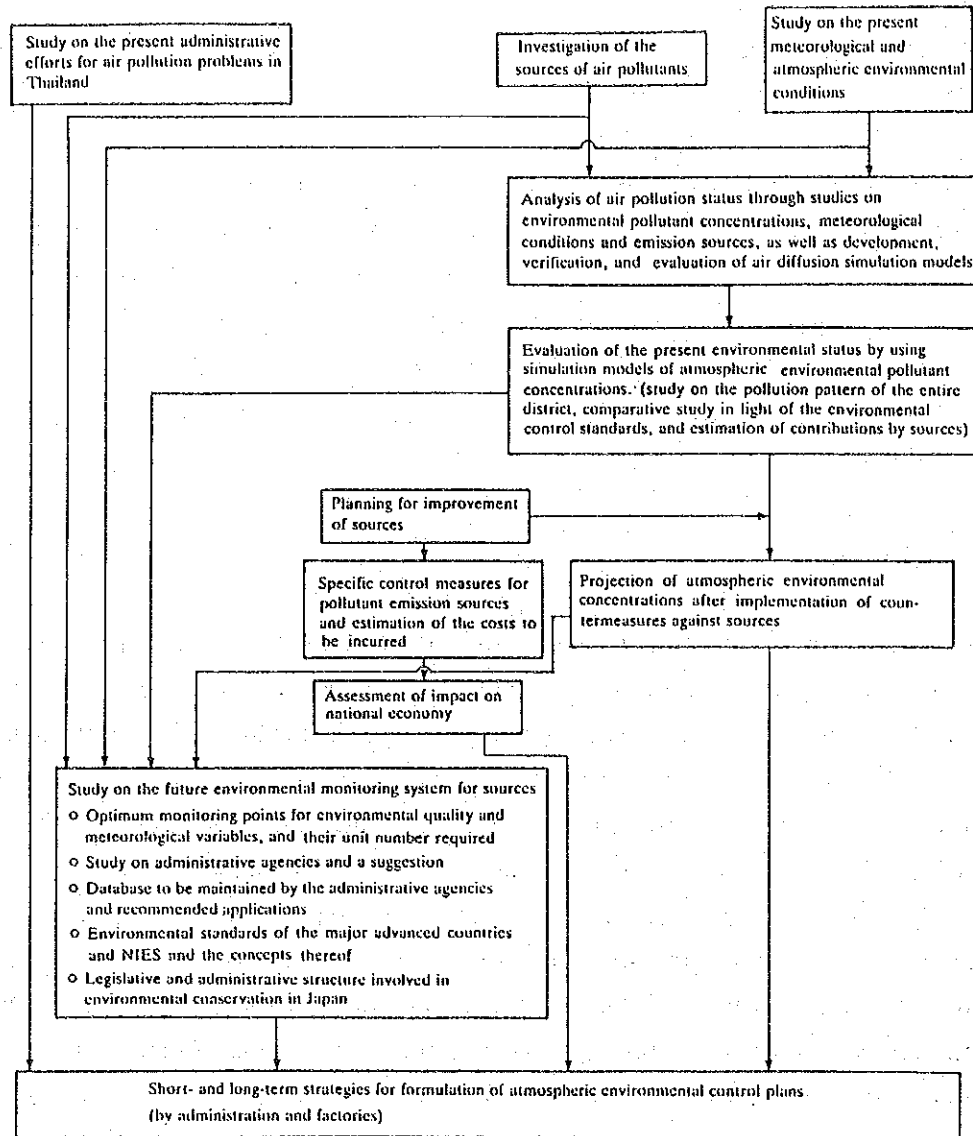 Study on the present administrative
efforts for air pollution problems in
Thailand
Investigation of the
sources of air pollutants
Study on the present
meteorological and
atmospheric environmental
conditions
Analysis of air pollution status through studies on
environmental pollutant concentrations, meteorological
conditions and emission sources, as well as development,
verification, and evaluation of air diffusion simulation models
Evaluation of the present environmental status by using
simulation models of atmospheric environmental pollutant
concentrations. (study on the pollution pattern of the entire
district, comparative study in light of the environmental
control standards, and estimation of contributions by sources)
Planning for improvement
of sources
Specific control measures for
pollutant emission sources
and estimation of the costs to
be incurred
Projection of atmospheric environmental
concentrations after implementation of coun-
termeasures against sources
Assessment of impact on
national economy
Study on the future environmental monitoring system for sources
o Optimum monitoring points for environmental quality and
meteorological variables, and their unit number required
o Study on administrative agencies and a suggestion
o Database to be maintained by the administrative agencies
and recommended applications
o Environmental standards of the major advanced countries
and NIES and the concepts thereof
o Legislative and administrative structure involved in
environmental conservation in Japan
Short- and long-term strategies for formulation of atmospheric environmental control plans
(by administration and factories)